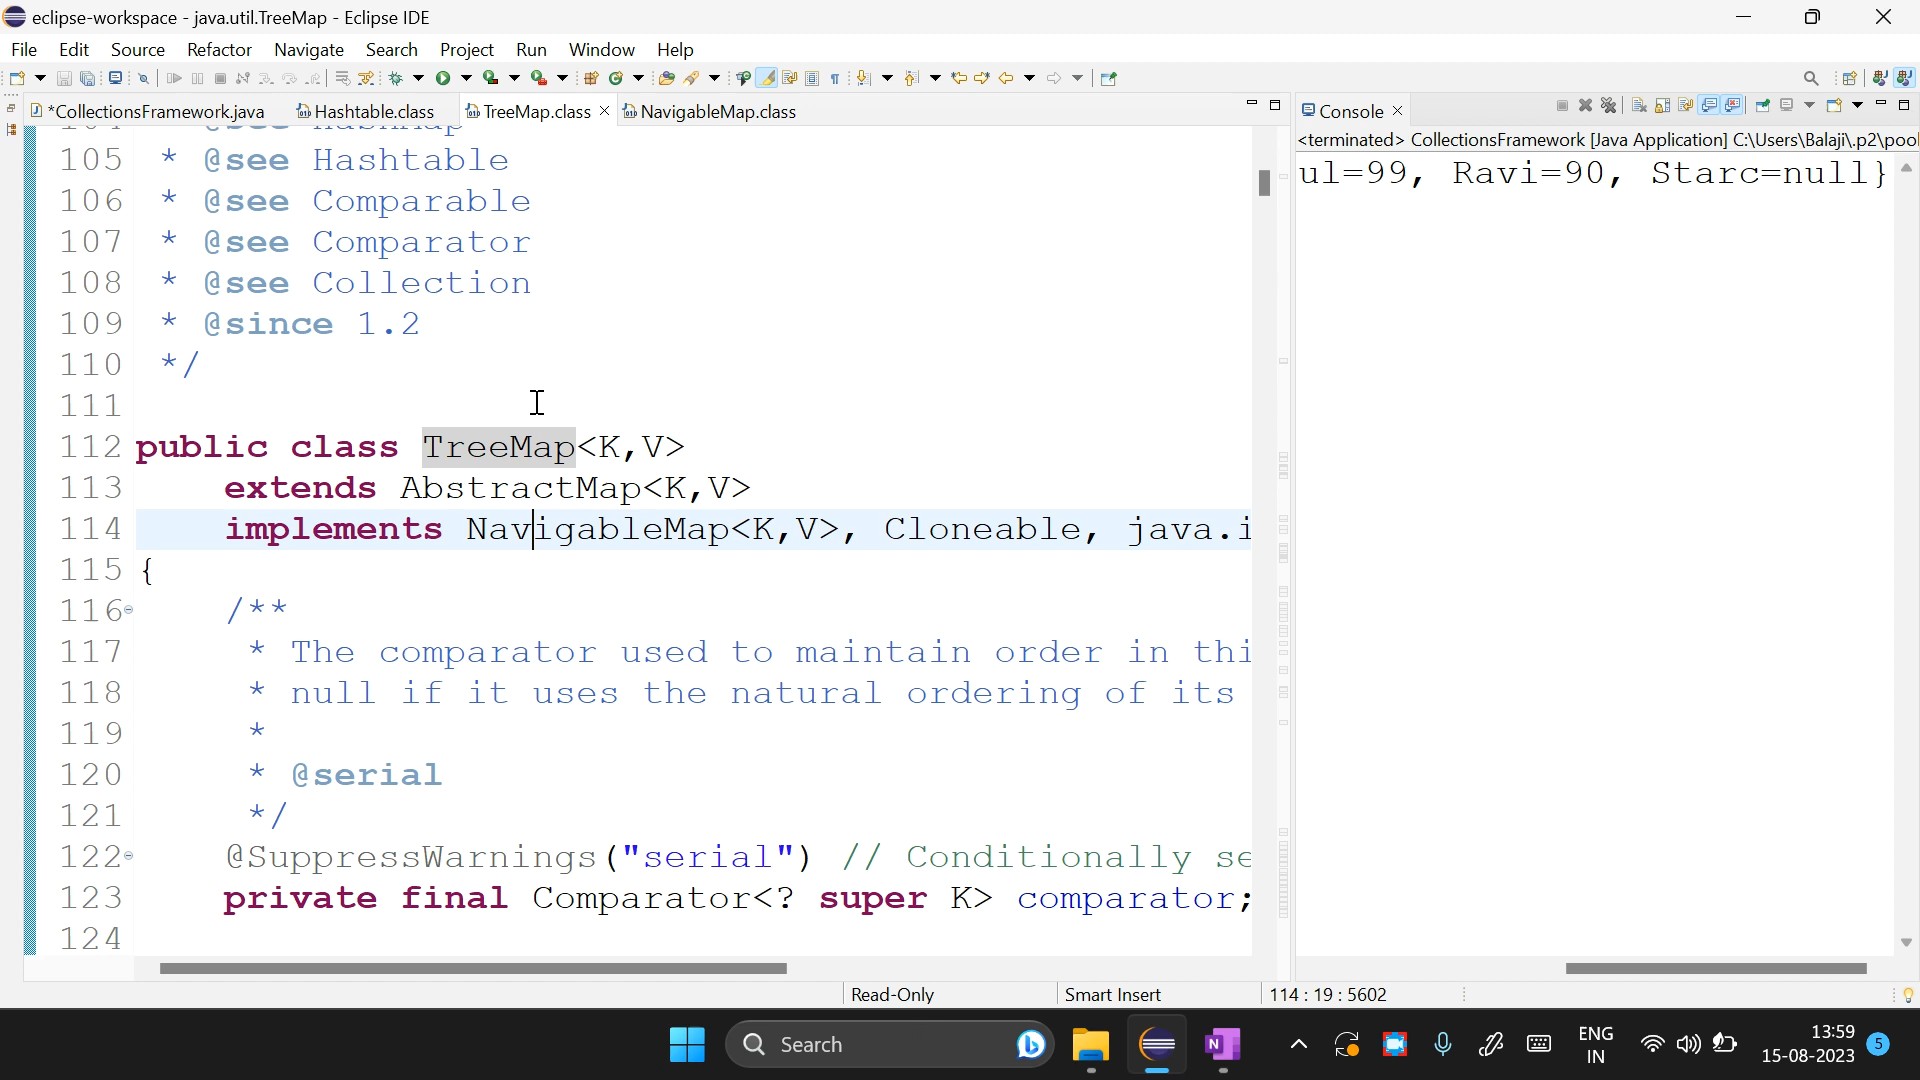 eclipse-workspace - java.util.TreeMap - Eclipse IDE
File Edit Source Refactor Navigate Search Project Run Window Help
*CollectionsFramework.java Hashtable.class TreeMap.class NavigableMap.class
Console
<terminated> CollectionsFramework [Java Application] C:\Users\Balaji\.p2\pool
ul=99, Ravi=90, Starc=null}
105 * @see Hashtable
106 * @see Comparable
107 * @see Comparator
108 * @see Collection
109 * @since 1.2
110 */
111
112 public class TreeMap<K,V>
113 extends AbstractMap<K,V>
114 implements NavigableMap<K,V>, Cloneable, java.i
115 {
116 /**
117 * The comparator used to maintain order in thi
118 * null if it uses the natural ordering of its
119 *
120 * @serial
121 */
122 @SuppressWarnings("serial") // Conditionally se
123 private final Comparator<? super K> comparator;
124
Read-Only Smart Insert 114 : 19 : 5602
Search
N
ENG
IN
13:59
15-08-2023
5